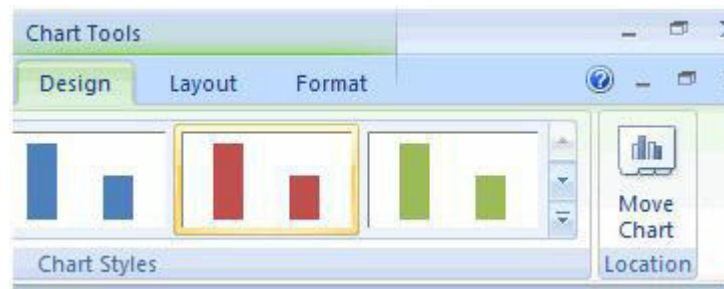 Chart Tools
Design Layout Format
Move
Chart
Chart Styles
Location